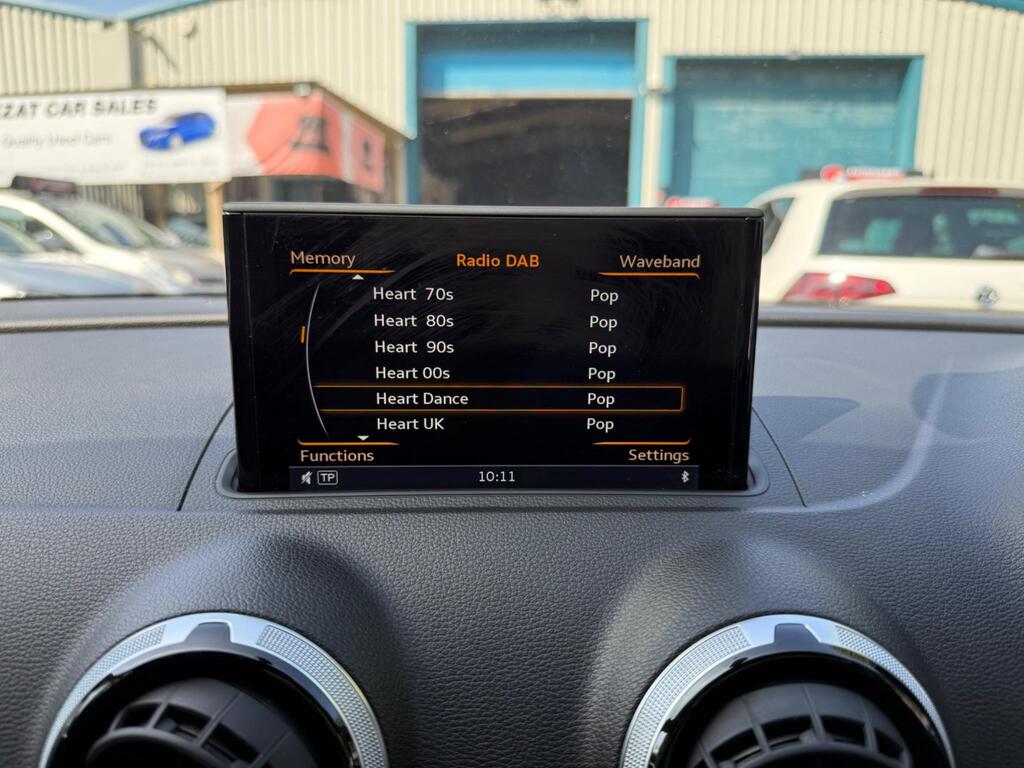 ZAT CAR SALES
Quality Used Cars
Memory Radio DAB Waveband
Heart 70s Pop
Heart 80s Pop
Heart 90s Pop
Heart 00s Pop
Heart Dance Pop
Heart UK Pop
Functions Settings
TP 10:11